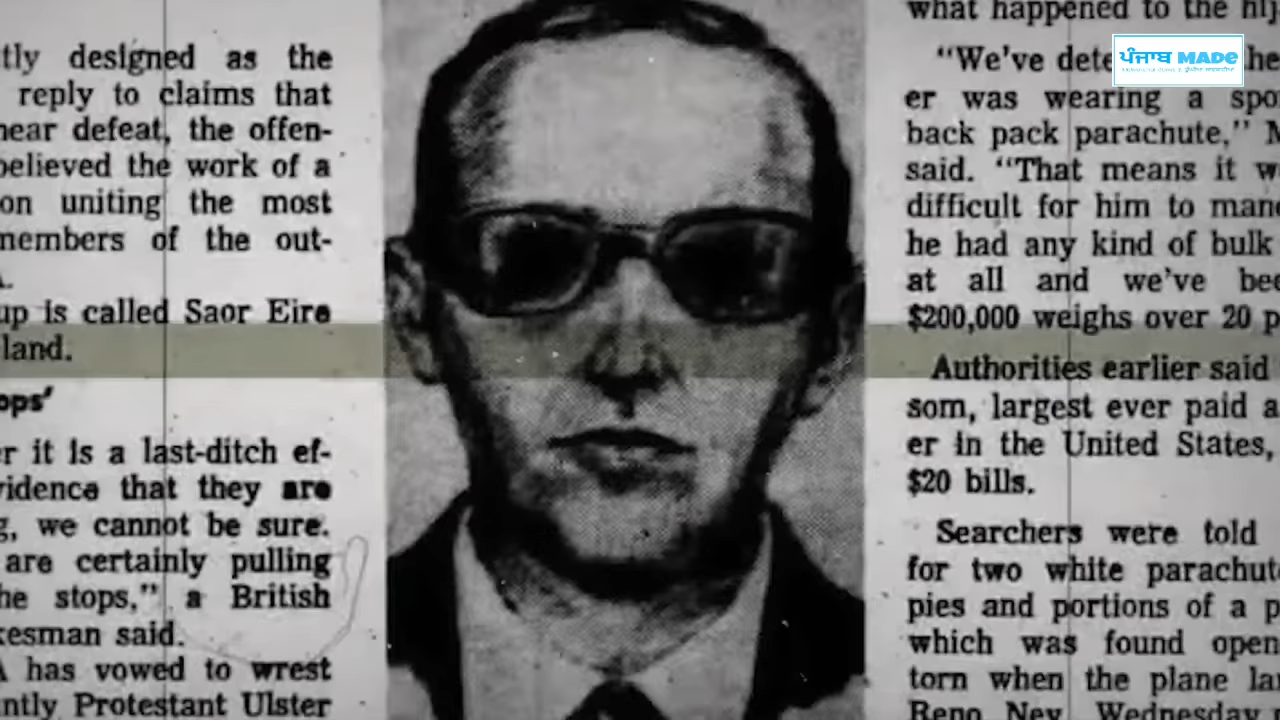 tly designed as the
reply to claims that
near defeat, the offen-
believed the work of a
on uniting the most
members of the out-
A.
up is called Saor Eire
land.
ops'
r it is a last-ditch ef-
vidence that they are
g, we cannot be sure.
are certainly pulling
he stops," a British
kesman said.
A has vowed to wrest
ntly Protestant Ulster
what happened to the hij
"We've dete
er was wearing a spo
back pack parachute," M
said. "That means it w
difficult for him to mane
he had any kind of bulk
at all and we've bee
$200,000 weighs over 20 p
Authorities earlier said
som, largest ever paid a
er in the United States,
$20 bills.
Searchers were told
for two white parachut
pies and portions of a p
which was found open
torn when the plane la
Reno, Nev., Wednesday
ਪੰਜਾਬ MADE